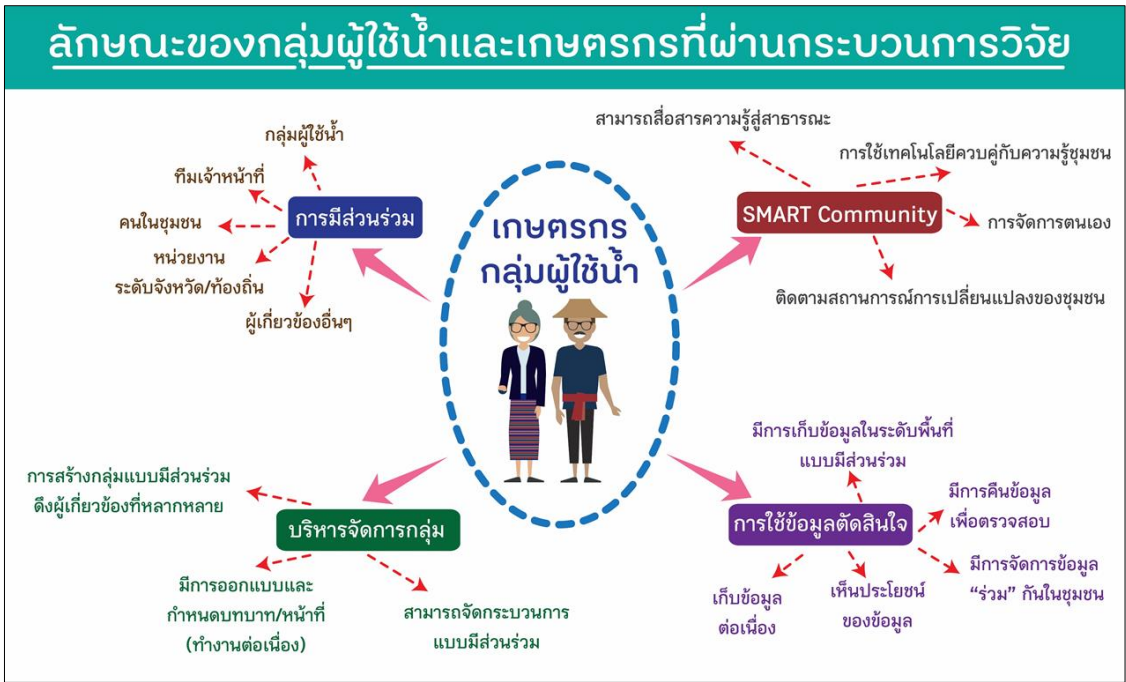 ลักษณะของกลุ่มผู้ใช้น้ำและเกษตรกรที่ผ่านกระบวนการวิจัย
กลุ่มผู้ใช้น้ำ
ทีมเจ้าหน้าที่
การมีส่วนร่วม
คนในชุมชน
หน่วยงาน
ระดับจังหวัด/ท้องถิ่น
ผู้เกี่ยวข้องอื่นๆ
เกษตรกร
กลุ่มผู้ใช้น้ำ
สามารถสื่อสารความรู้สู่สาธารณะ
การใช้เทคโนโลยีควบคู่กับความรู้ชุมชน
SMART Community
การจัดการตนเอง
ติดตามสถานการณ์การเปลี่ยนแปลงของชุมชน
การสร้างกลุ่มแบบมีส่วนร่วม
ดึงผู้เกี่ยวข้องที่หลากหลาย
บริหารจัดการกลุ่ม
มีการออกแบบและ
กำหนดบทบาท/หน้าที่
(ทำงานต่อเนื่อง)
สามารถจัดกระบวนการ
แบบมีส่วนร่วม
มีการเก็บข้อมูลในระดับพื้นที่
แบบมีส่วนร่วม
มีการคืนข้อมูล
เพื่อตรวจสอบ
การใช้ข้อมูลตัดสินใจ
มีการจัดการข้อมูล
“ร่วม” กันในชุมชน
เก็บข้อมูล
ต่อเนื่อง
เห็นประโยชน์
ของข้อมูล